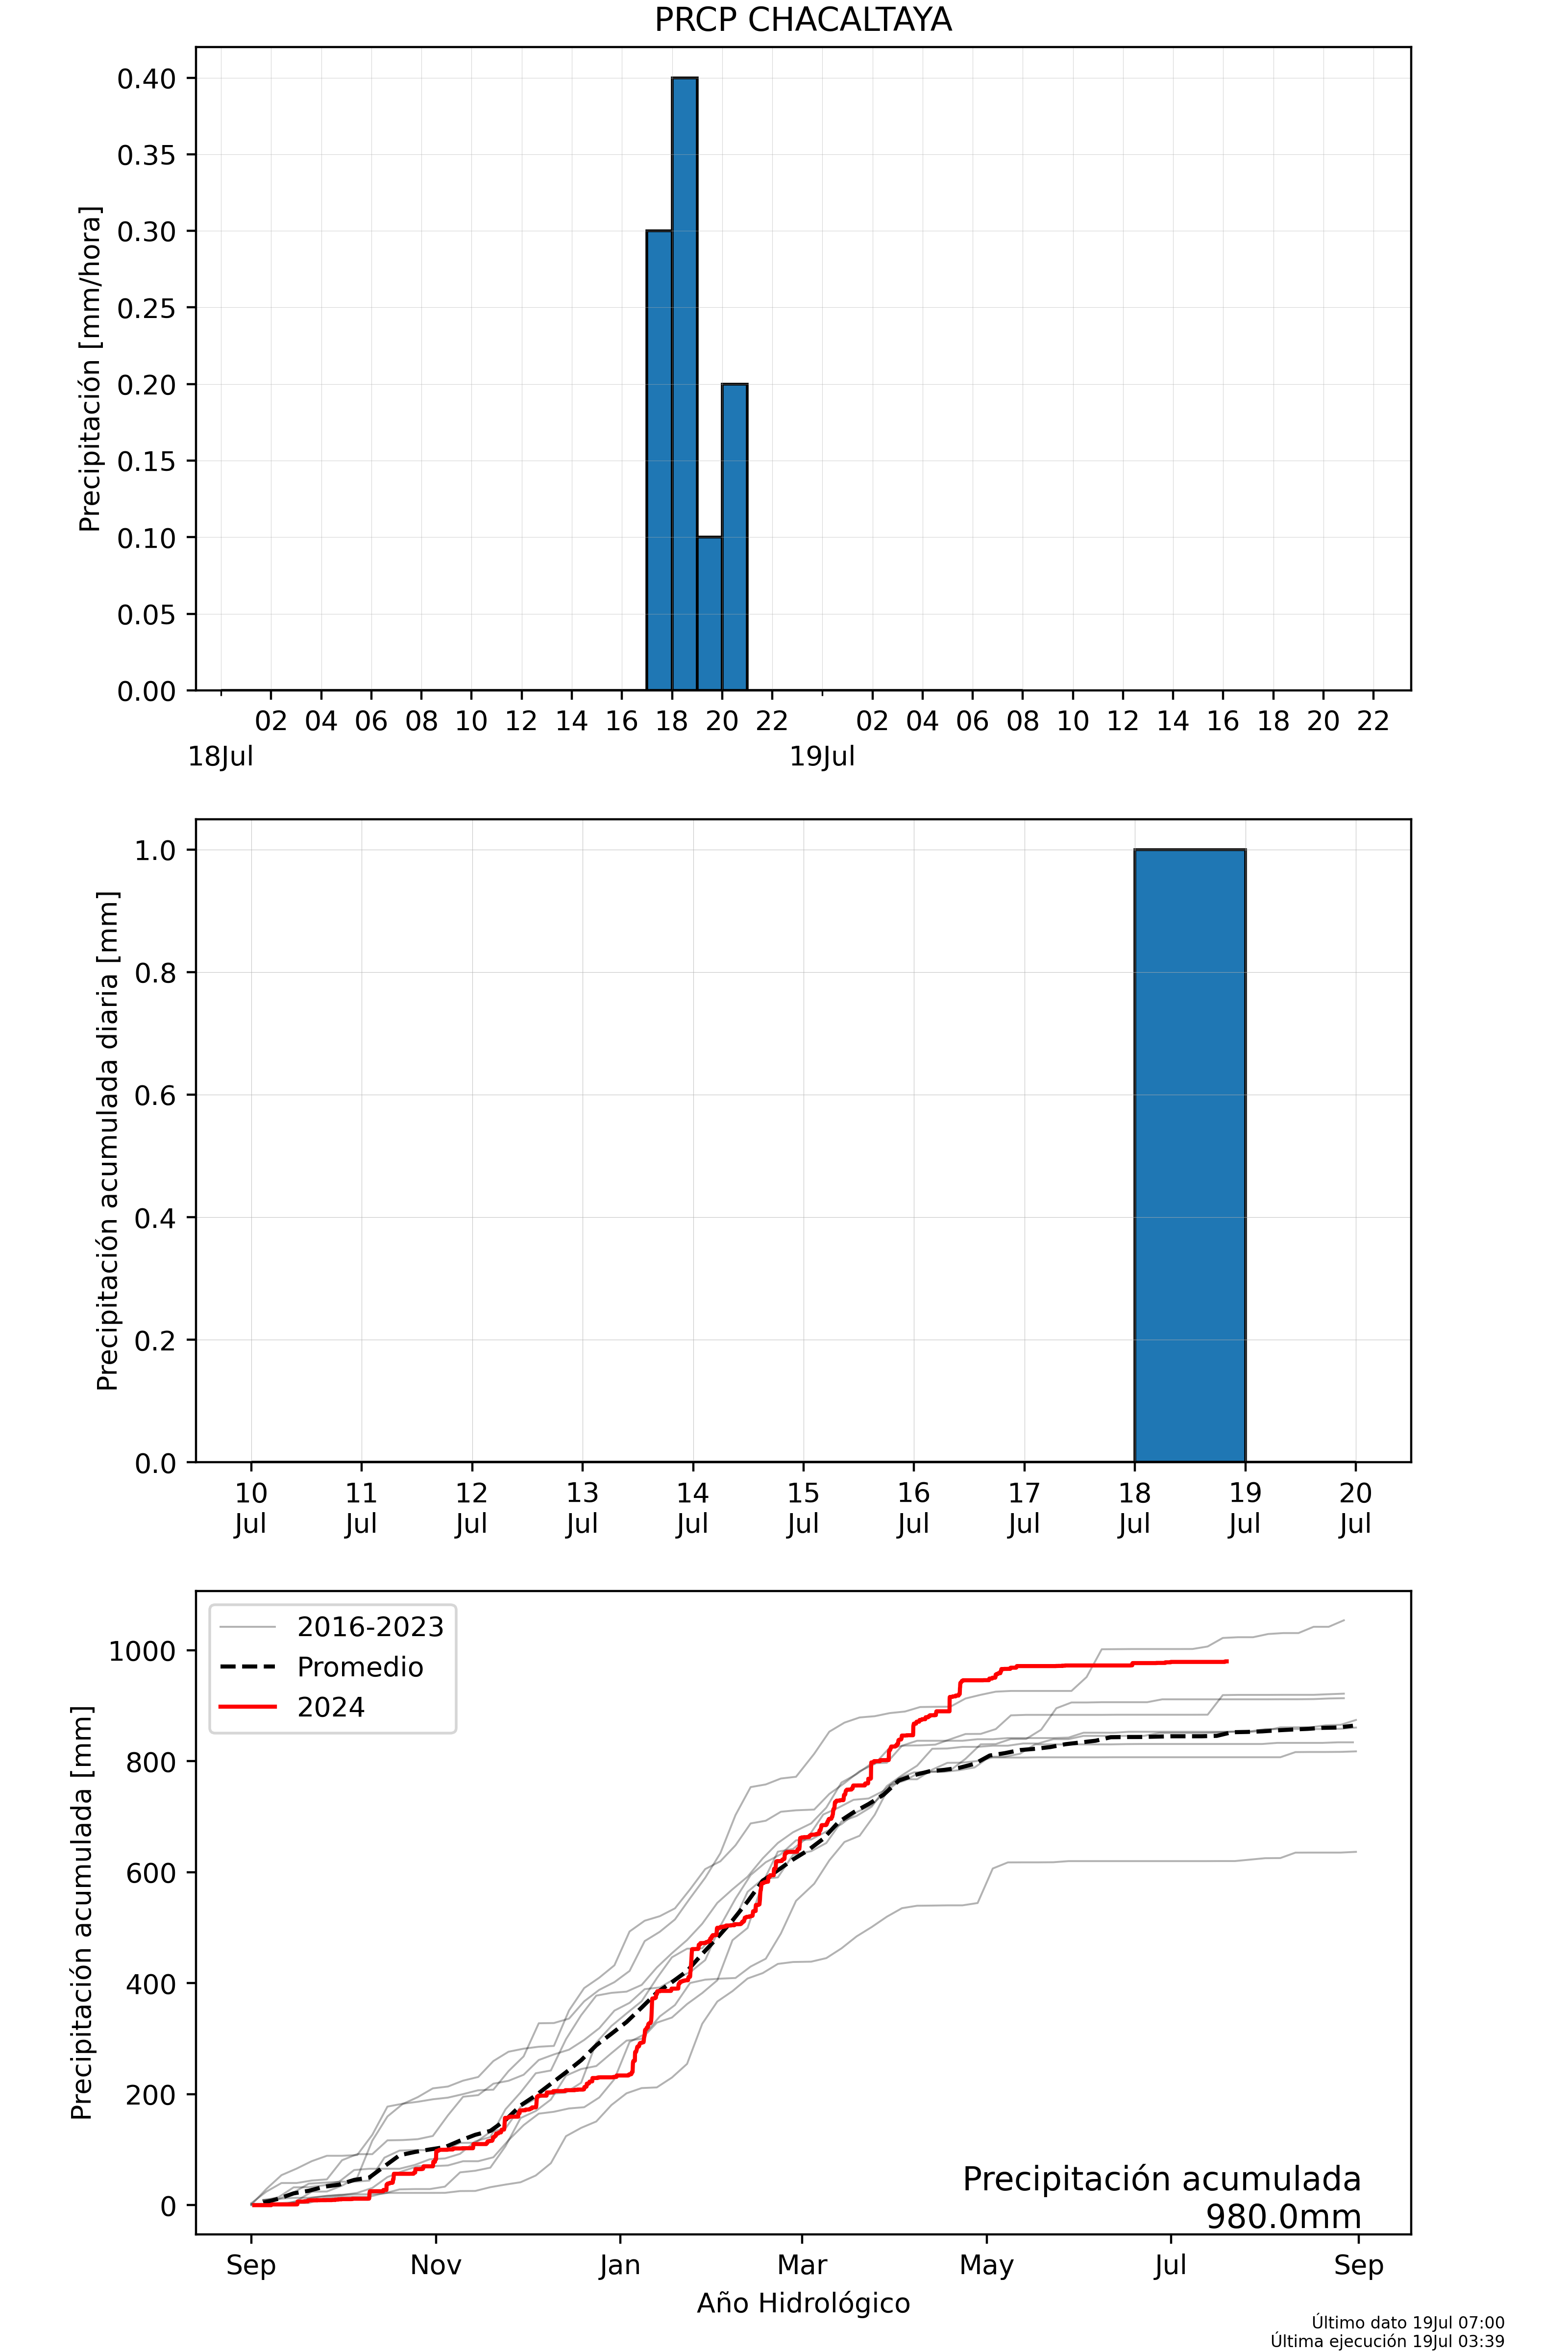 PRCP CHACALTAYA
0.40
0.35
0.30
0.25
0.20
0.15
0.10
0.05
0.00
Precipitación [mm/hora]
02 04 06 08 10 12 14 16 18 20 22 02 04 06 08 10 12 14 16 18 20 22
18Jul 19Jul
1.0
0.8
0.6
0.4
0.2
0.0
Precipitación acumulada diaria [mm]
10 11 12 13 14 15 16 17 18 19 20
Jul Jul Jul Jul Jul Jul Jul Jul Jul Jul Jul
2016-2023
Promedio
2024
1000
800
600
400
200
0
Precipitación acumulada [mm]
Precipitación acumulada
980.0mm
Sep Nov Jan Mar May Jul Sep
Año Hidrológico
Último dato 19Jul 07:00
Última ejecución 19Jul 03:39